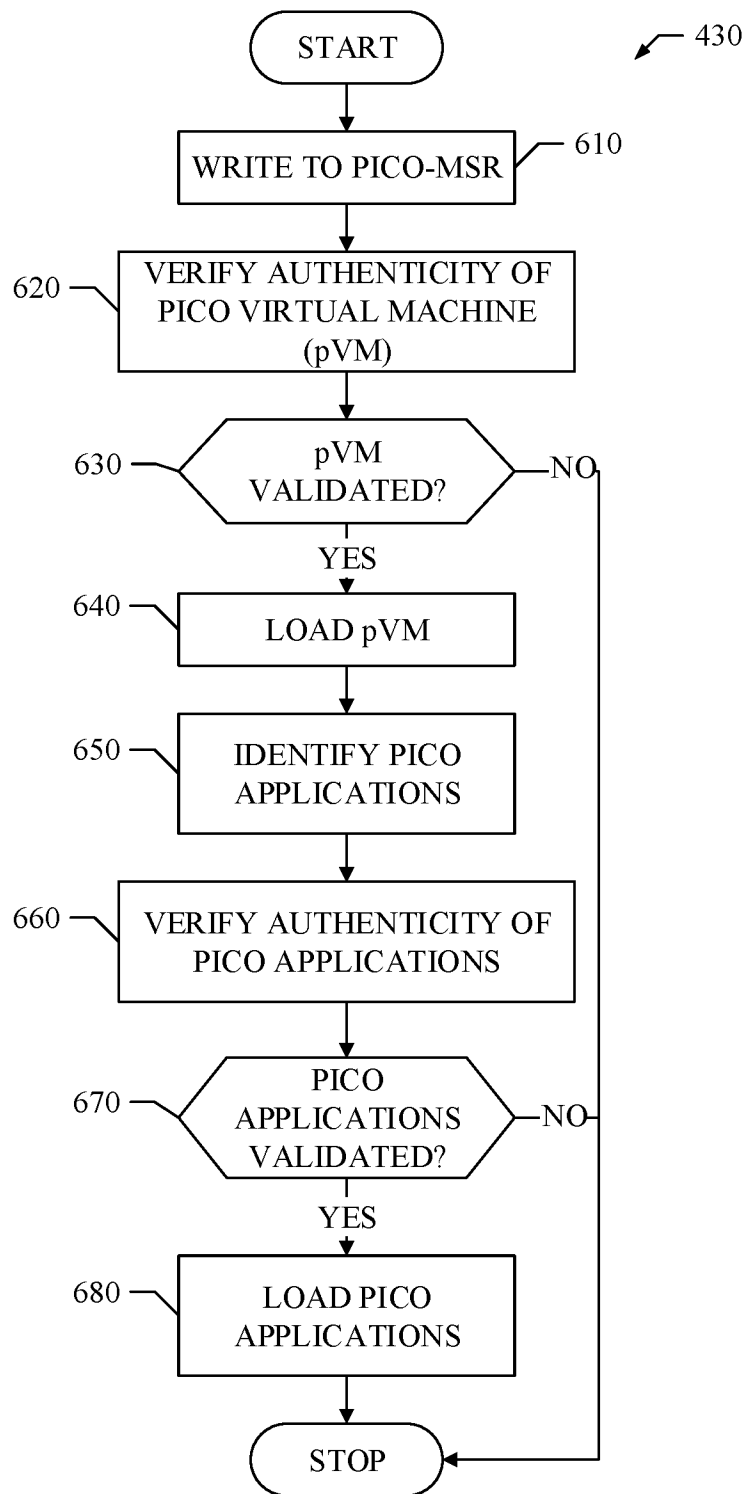 START
430
WRITE TO PICO-MSR
610
620
VERIFY AUTHENTICITY OF
PICO VIRTUAL MACHINE
(pVM)
630
pVM
VALIDATED?
NO
YES
640
LOAD pVM
650
IDENTIFY PICO
APPLICATIONS
660
VERIFY AUTHENTICITY OF
PICO APPLICATIONS
670
PICO
APPLICATIONS
VALIDATED?
NO
YES
680
LOAD PICO
APPLICATIONS
STOP